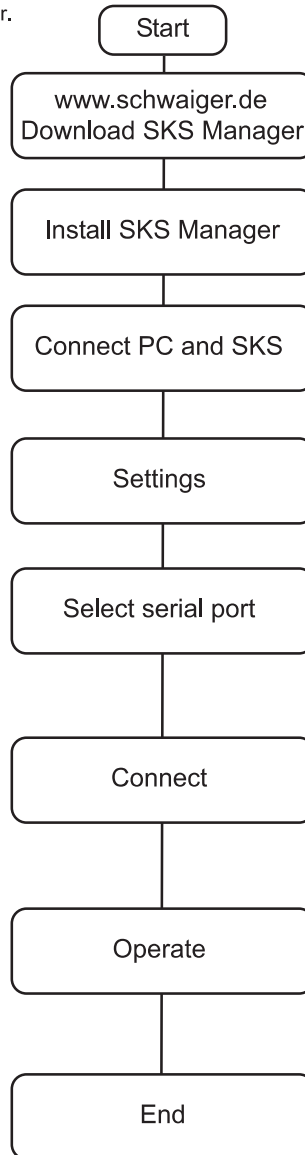 r.
Start
www.schwaiger.de
Download SKS Manager
Install SKS Manager
Connect PC and SKS
Settings
Select serial port
Connect
Operate
End